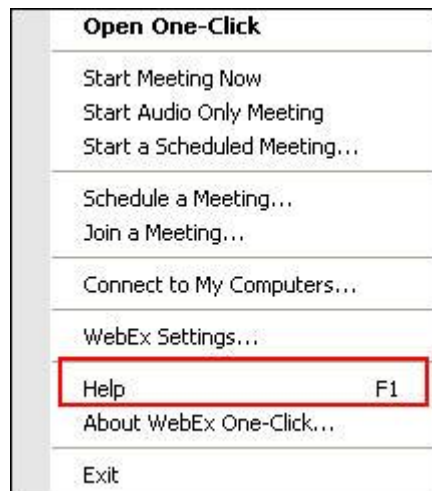 Open One-Click
Start Meeting Now
Start Audio Only Meeting
Start a Scheduled Meeting...
Schedule a Meeting...
Join a Meeting...
Connect to My Computers...
WebEx Settings...
Help F1
About WebEx One-Click...
Exit